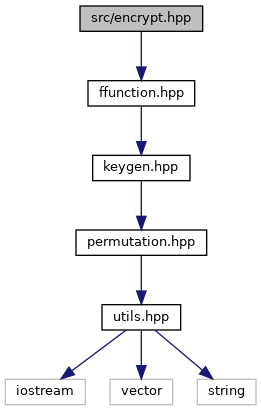 src/encrypt.hpp
ffunction.hpp
keygen.hpp
permutation.hpp
utils.hpp
iostream
vector
string